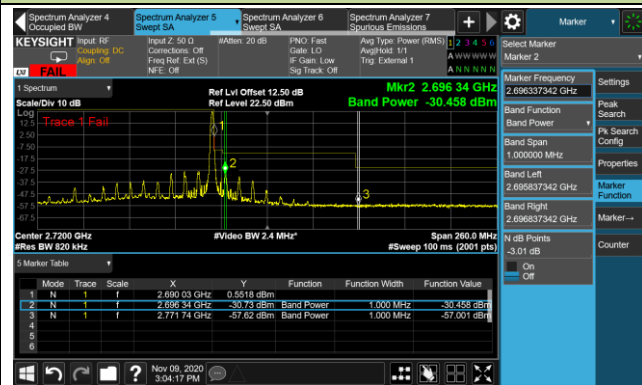 Spectrum Analyzer 4
Occupied BW
Spectrum Analyzer 5
Swept SA
Spectrum Analyzer 6
Swept SA
Spectrum Analyzer 7
Spurious Emissions
Marker
KEYSIGHT
Input: RF
Coupling: DC
Align: Off
Input Z: 50 Ω
Corrections: Off
Freq Ref: Ext (S)
NFE: Off
#Atten: 20 dB
PNO: Fast
Gate: LO
IF Gain: Low
Sig Track: Off
Avg Type: Power (RMS)
Avg|Hold: 1/1
Trig: External 1
1 2 3 4 5 6
A W W W W W
A N N N N N
LXI
FAIL
Select Marker
Marker 2
1 Spectrum
Scale/Div 10 dB
Ref Lvl Offset 12.50 dB
Ref Level 22.50 dBm
Mkr2 2.696 34 GHz
Band Power -30.458 dBm
Log
Trace 1 Fail
12.5
2.50
-7.50
-17.5
-27.5
-37.5
-47.5
-57.5
-67.5
1
2
3
Center 2.7200 GHz
#Res BW 820 kHz
#Video BW 2.4 MHz*
Span 260.0 MHz
#Sweep 100 ms (2001 pts)
5 Marker Table
Mode Trace Scale X Y Function Function Width Function Value
1 N 1 f 2.690 03 GHz 0.5518 dBm
2 N 1 f 2.696 34 GHz -30.73 dBm Band Power 1.000 MHz -30.458 dBm
3 N 1 f 2.771 74 GHz -57.62 dBm Band Power 1.000 MHz -57.001 dBm
4
5
6
Marker Frequency
2.696337342 GHz
Band Function
Band Power
Band Span
1.000000 MHz
Band Left
2.695837342 GHz
Band Right
2.696837342 GHz
N dB Points
-3.01 dB
On
Off
Settings
Peak
Search
Pk Search
Config
Properties
Marker
Function
Marker→
Counter
?
Nov 09, 2020
3:04:17 PM